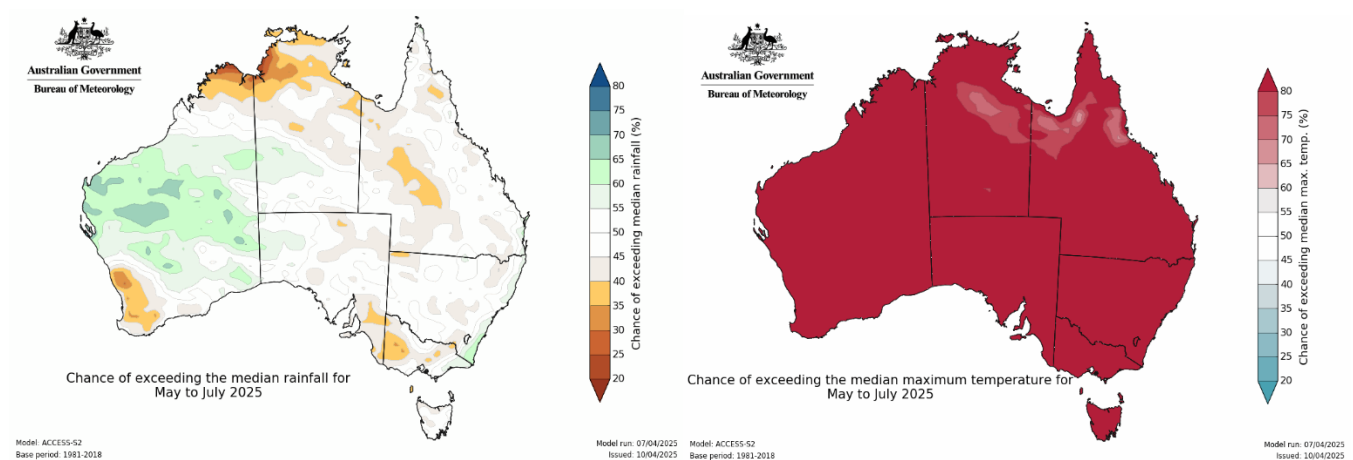 Australian Government
Bureau of Meteorology
80
75
70
65
60
55
50
45
40
35
30
25
20
Chance of exceeding median rainfall (%)
Chance of exceeding the median rainfall for
May to July 2025
Model: ACCESS-S2
Base period: 1981-2018
Model run: 07/04/2025
Issued: 10/04/2025
Australian Government
Bureau of Meteorology
80
75
70
65
60
55
50
45
40
35
30
25
20
Chance of exceeding median max. temp. (%)
Chance of exceeding the median maximum temperature for
May to July 2025
Model: ACCESS-S2
Base period: 1981-2018
Model run: 07/04/2025
Issued: 10/04/2025